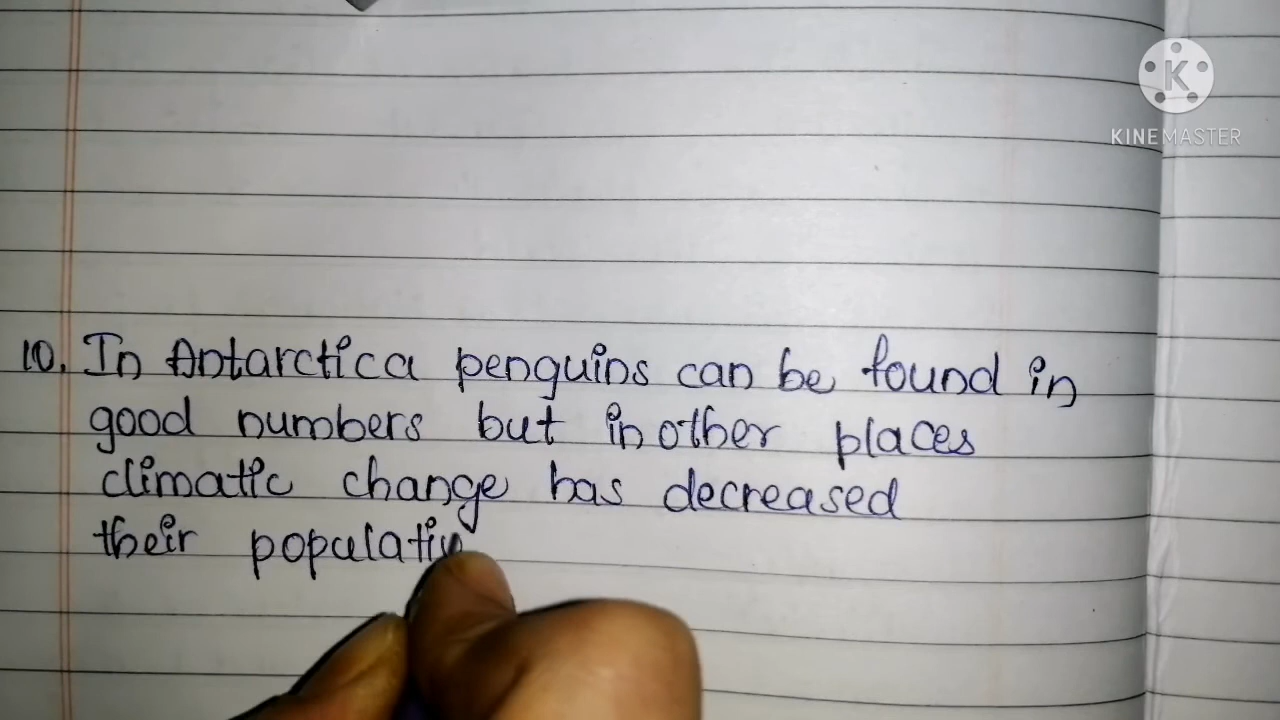 KINEMASTER
10. In Antarctica penguins can be found in
good numbers but in other places
climatic change has decreased
their